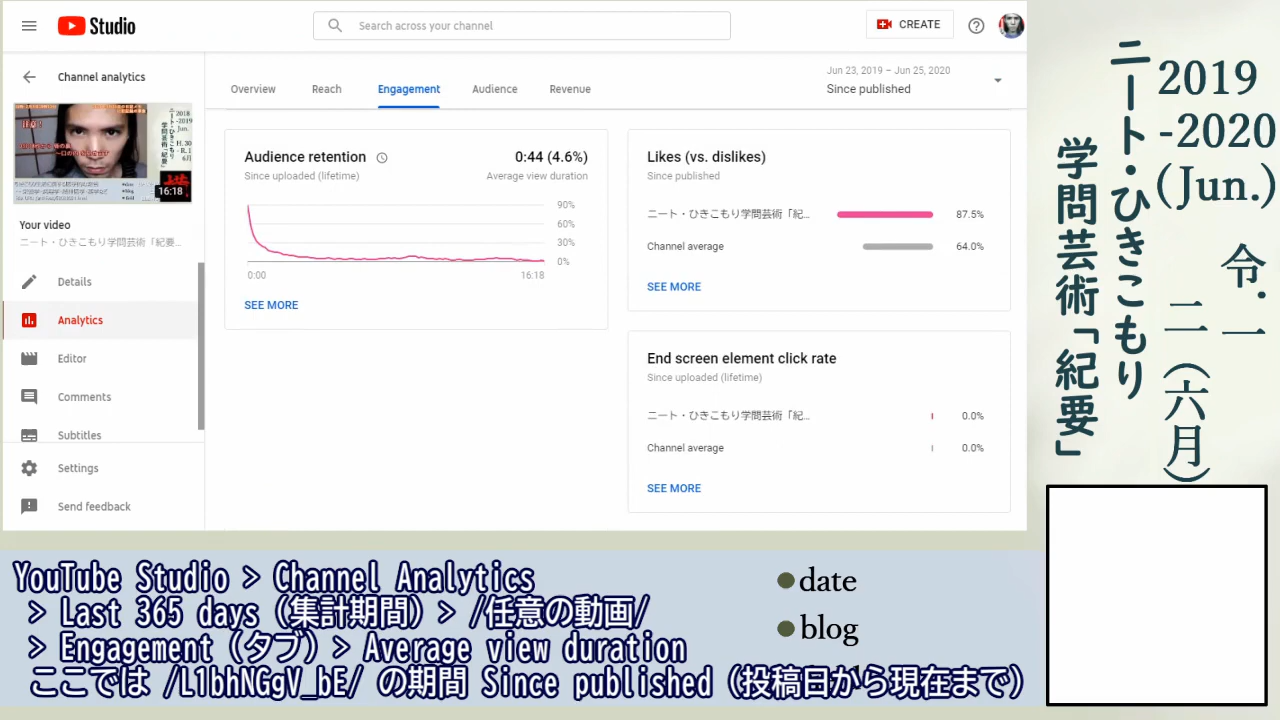 Studio
Search across your channel
CREATE
Channel analytics
16:18
Your video
ニート・ひきこもり学問芸術「紀要…
Details
Analytics
Editor
Comments
Subtitles
Settings
Send feedback
Overview
Reach
Engagement
Audience
Revenue
Jun 23, 2019 – Jun 25, 2020
Since published
Audience retention
Since uploaded (lifetime)
0:44 (4.6%)
Average view duration
90%
60%
30%
0%
0:00
16:18
SEE MORE
Likes (vs. dislikes)
Since published
ニート・ひきこもり学問芸術「紀…
87.5%
Channel average
64.0%
SEE MORE
End screen element click rate
Since uploaded (lifetime)
ニート・ひきこもり学問芸術「紀…
0.0%
Channel average
0.0%
SEE MORE
2019
-2020
(Jun.)
令.一
二（六月）
ニート・ひきこもり
学問芸術「紀要」
YouTube Studio > Channel Analytics
> Last 365 days（集計期間）> /任意の動画/
> Engagement（タブ）> Average view duration
ここでは /L1bhNGgV_bE/ の期間 Since published（投稿日から現在まで）
date
blog